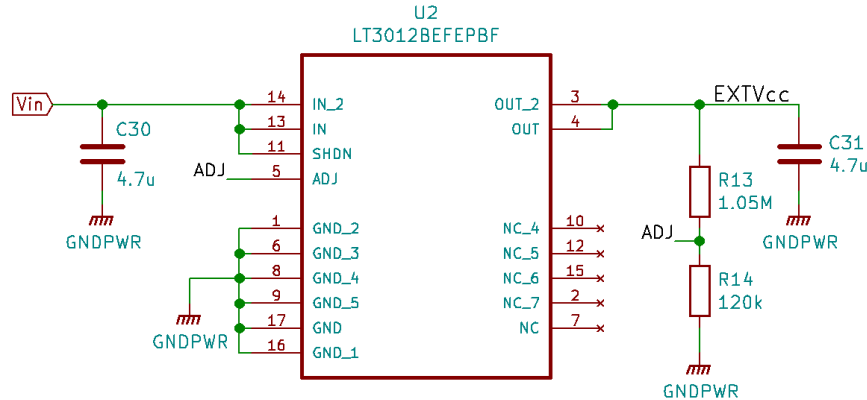 U2
LT3012BEFEPBF
Vin
C30
4.7u
GNDPWR
ADJ
14 IN_2
13 IN
11 SHDN
5 ADJ
1 GND_2
6 GND_3
8 GND_4
9 GND_5
17 GND
16 GND_1
GNDPWR
OUT_2 3
OUT 4
NC_4 10
NC_5 12
NC_6 15
NC_7 2
NC 7
EXTVcc
C31
4.7u
GNDPWR
R13
1.05M
ADJ
R14
120k
GNDPWR